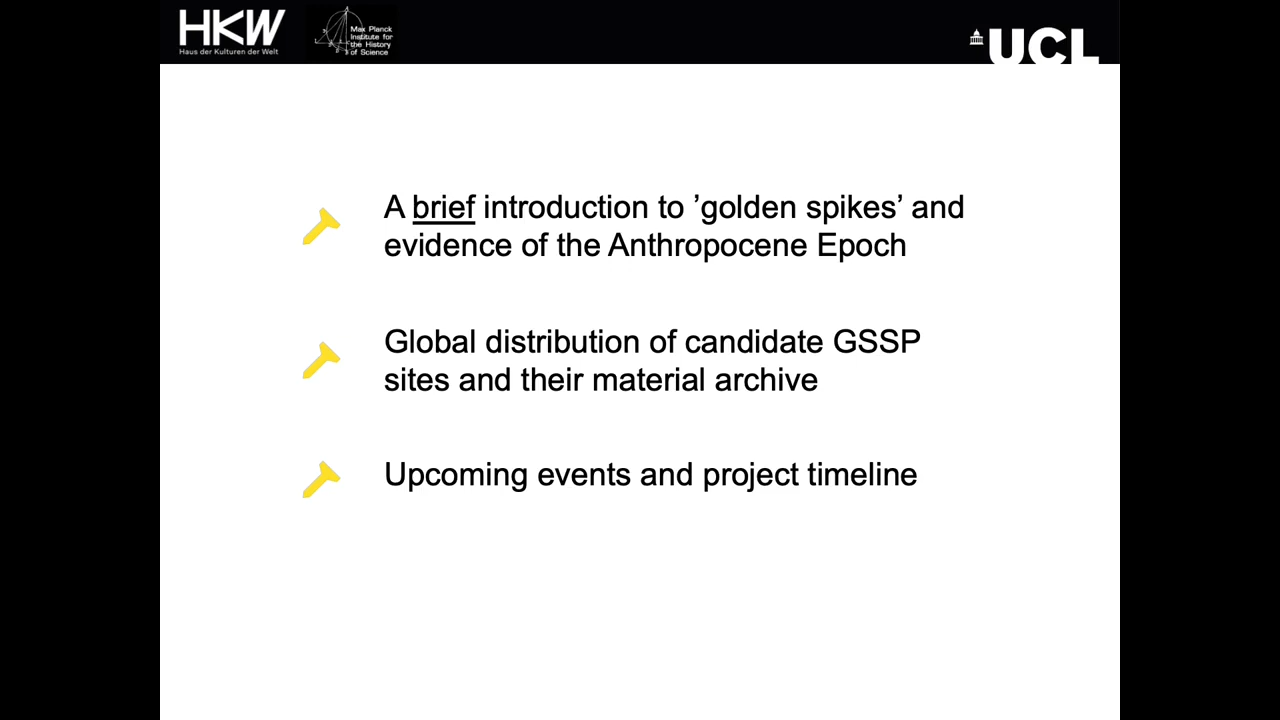 HKW
Haus der Kulturen der Welt
Max Planck
Institute for
the History
of Science
UCL
A brief introduction to ’golden spikes’ and
evidence of the Anthropocene Epoch
Global distribution of candidate GSSP
sites and their material archive
Upcoming events and project timeline